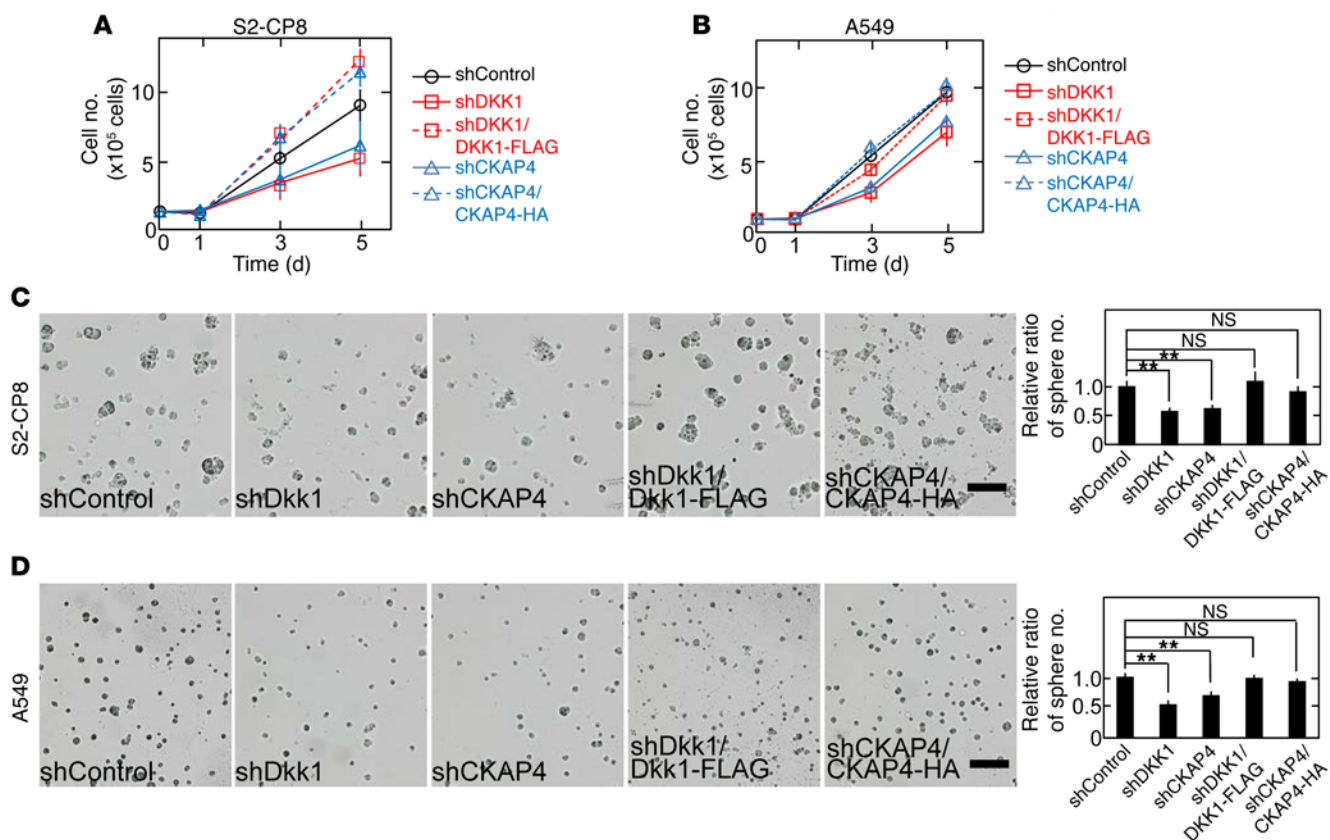 A
S2-CP8
Cell no.
(x10⁵ cells)
10
5
0
0 1 3 5
Time (d)
shControl
shDKK1
shDKK1/
DKK1-FLAG
shCKAP4
shCKAP4/
CKAP4-HA
B
A549
Cell no.
(x10⁵ cells)
10
5
0
0 1 3 5
Time (d)
shControl
shDKK1
shDKK1/
DKK1-FLAG
shCKAP4
shCKAP4/
CKAP4-HA
C
S2-CP8
shControl
shDkk1
shCKAP4
shDkk1/
Dkk1-FLAG
shCKAP4/
CKAP4-HA
Relative ratio
of sphere no.
NS
NS
**
**
1.0
0.5
0
shControl
shDKK1
shCKAP4
shDKK1/
DKK1-FLAG
shCKAP4/
CKAP4-HA
D
A549
shControl
shDkk1
shCKAP4
shDkk1/
Dkk1-FLAG
shCKAP4/
CKAP4-HA
Relative ratio
of sphere no.
NS
NS
**
**
1.0
0.5
0
shControl
shDKK1
shCKAP4
shDKK1/
DKK1-FLAG
shCKAP4/
CKAP4-HA